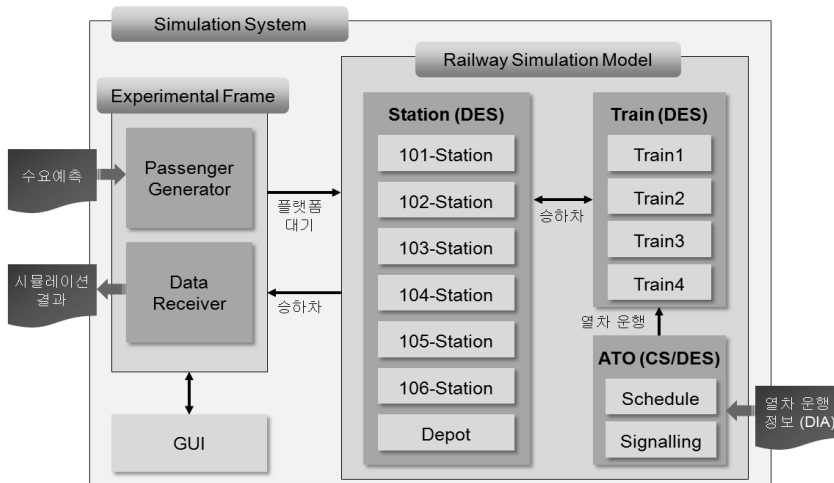 Simulation System
Railway Simulation Model
Experimental Frame
수요예측
Passenger
Generator
플랫폼
대기
시뮬레이션
결과
Data
Receiver
승하차
GUI
Station (DES)
101-Station
102-Station
103-Station
104-Station
105-Station
106-Station
Depot
승하차
Train (DES)
Train1
Train2
Train3
Train4
열차 운행
ATO (CS/DES)
Schedule
Signalling
열차 운행
정보 (DIA)